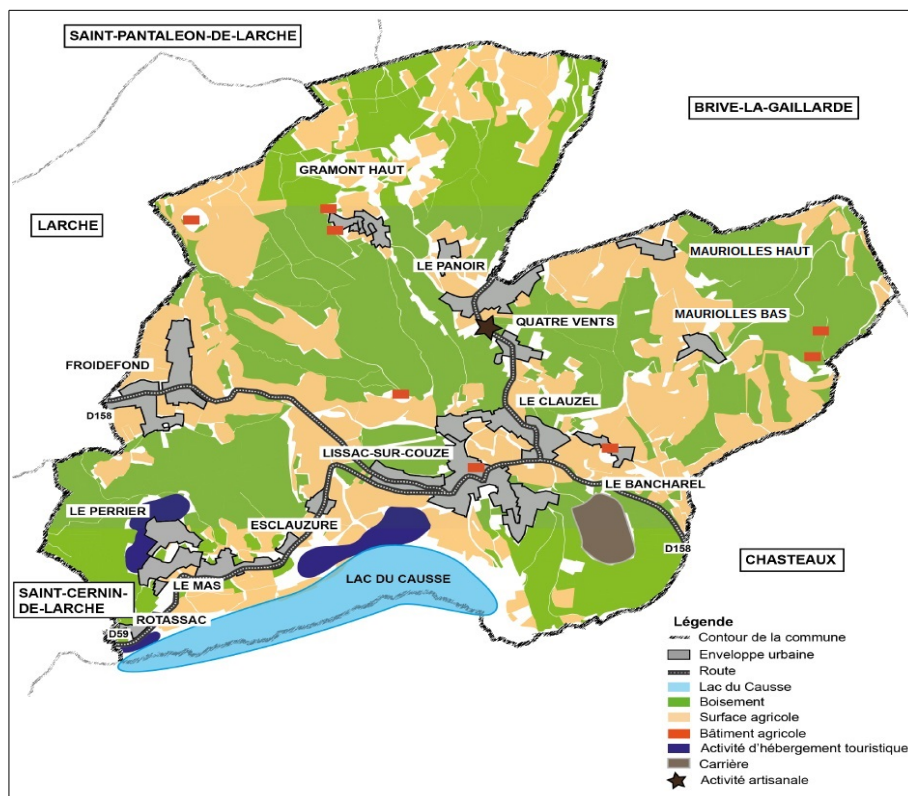 SAINT-PANTALEON-DE-LARCHE
BRIVE-LA-GAILLARDE
GRAMONT HAUT
LARCHE
MAURIOLLES HAUT
LE PANOIR
QUATRE VENTS
MAURIOLLES BAS
FROIDEFOND
LE CLAUZEL
D158
LISSAC-SUR-COUZE
LE BANCHAREL
LE PERRIER
ESCLAUZURE
D158
CHASTEAUX
LAC DU CAUSSE
LE MAS
SAINT-CERNIN-
DE-LARCHE
ROTASSAC
D59
Légende
Contour de la commune
Enveloppe urbaine
Route
Lac du Causse
Boisement
Surface agricole
Bâtiment agricole
Activité d'hébergement touristique
Carrière
Activité artisanale